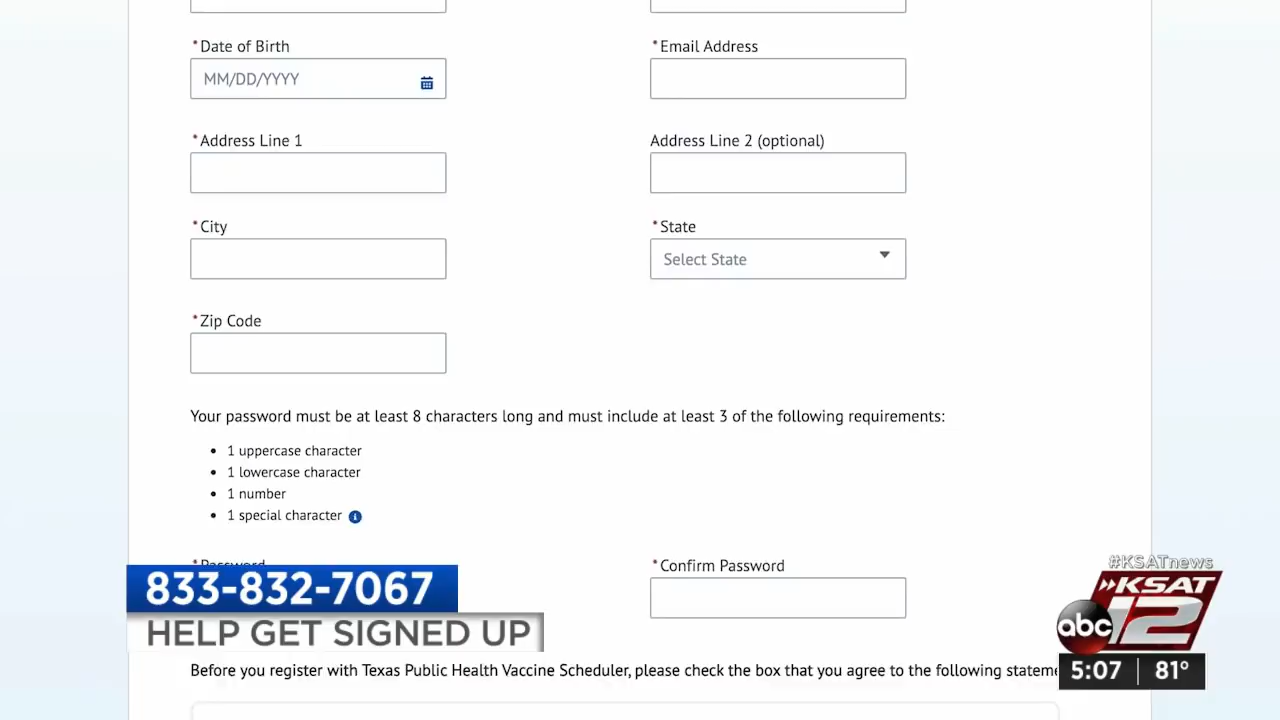 *Date of Birth
*Email Address
MM/DD/YYYY
*Address Line 1
Address Line 2 (optional)
*City
*State
Select State
*Zip Code
Your password must be at least 8 characters long and must include at least 3 of the following requirements:
• 1 uppercase character
• 1 lowercase character
• 1 number
• 1 special character
*Password
*Confirm Password
833-832-7067
HELP GET SIGNED UP
#KSATnews
KSAT
abc 12
5:07 81°
Before you register with Texas Public Health Vaccine Scheduler, please check the box that you agree to the following stateme